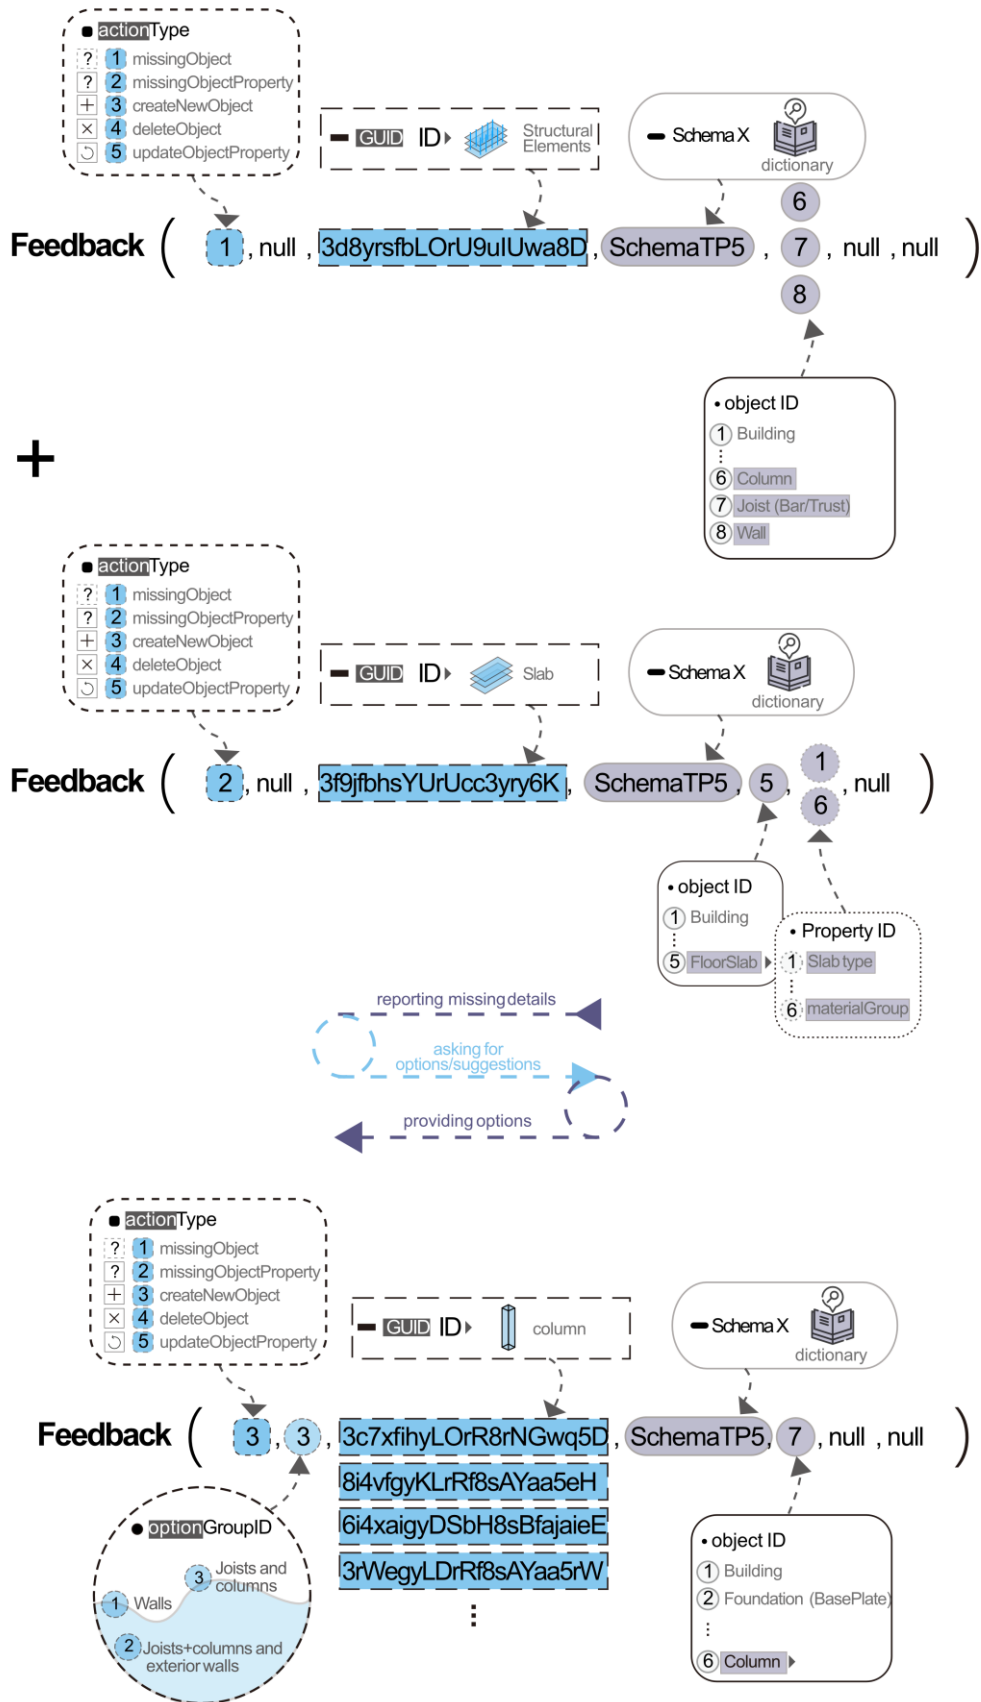 actionType
? 1 missingObject
? 2 missingObjectProperty
+ 3 createNewObject
× 4 deleteObject
5 updateObjectProperty
GUID ID
Structural
Elements
Schema X
dictionary
6
Feedback ( 1 , null , 3d8yrsfbLOrU9uIUwa8D , SchemaTP5 , 7 , null , null )
8
• object ID
1 Building
⋮
6 Column
7 Joist (Bar/Trust)
8 Wall
+
actionType
? 1 missingObject
? 2 missingObjectProperty
+ 3 createNewObject
× 4 deleteObject
5 updateObjectProperty
GUID ID
Slab
Schema X
dictionary
1
Feedback ( 2 , null , 3f9jfbhsYUrUcc3yry6K , SchemaTP5 , 5 , , null )
6
• object ID
1 Building
⋮
5 FloorSlab
• Property ID
1 Slab type
⋮
6 materialGroup
reporting missing details
asking for
options/suggestions
providing options
actionType
? 1 missingObject
? 2 missingObjectProperty
+ 3 createNewObject
× 4 deleteObject
5 updateObjectProperty
GUID ID
column
Schema X
dictionary
Feedback ( 3 , 3 , 3c7xfihyLOrR8rNGwq5D , SchemaTP5 , 7 , null , null )
8i4vfgyKLrRf8sAYaa5eH
6i4xaigyDSbH8sBfajaieE
3rWegyLDrRf8sAYaa5rW
⋮
optionGroupID
3 Joists and
columns
1 Walls
2 Joists+columns and
exterior walls
• object ID
1 Building
2 Foundation (BasePlate)
⋮
6 Column